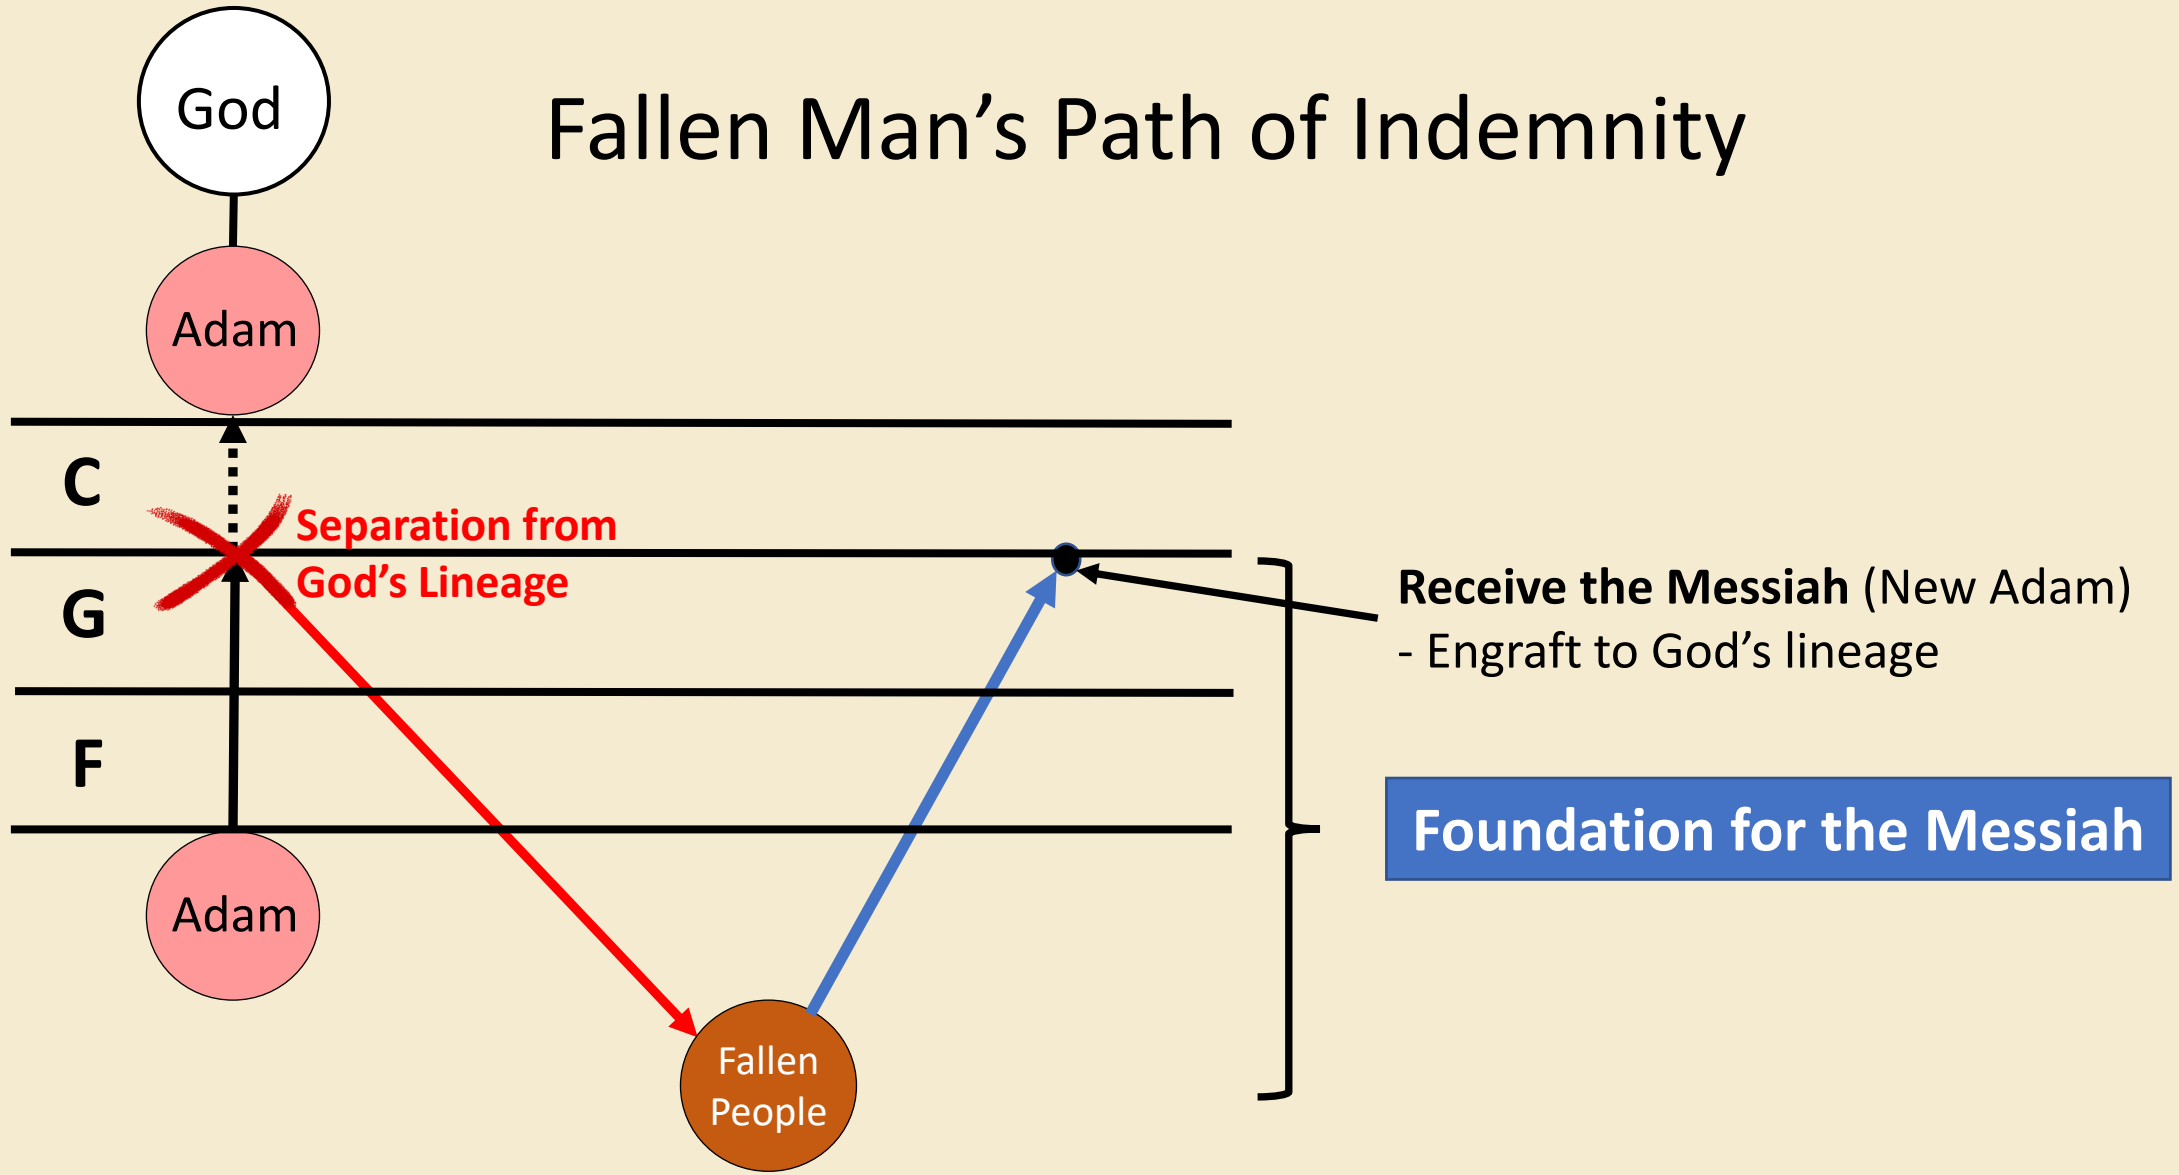 God
Fallen Man’s Path of Indemnity
Adam
C
Separation from
God’s Lineage
G
Receive the Messiah (New Adam)
- Engraft to God’s lineage
F
Foundation for the Messiah
Adam
Fallen
People